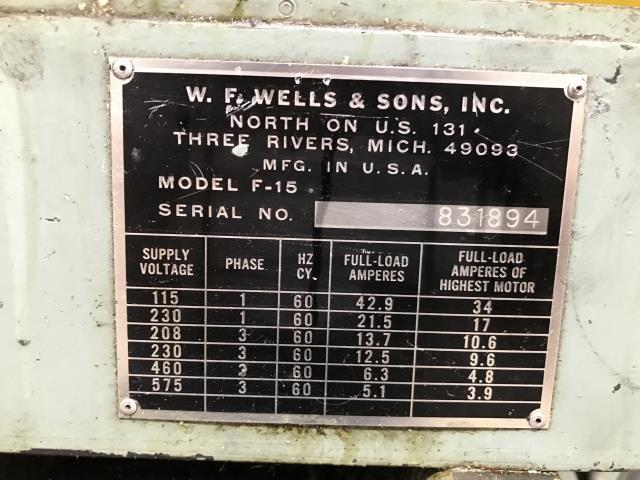 W. F. WELLS & SONS, INC.
NORTH ON U.S. 131.
THREE RIVERS, MICH. 49093
MFG. IN U.S.A.
MODEL F-15
SERIAL NO. 831894
SUPPLY VOLTAGE PHASE HZ CY. FULL-LOAD AMPERES FULL-LOAD AMPERES OF HIGHEST MOTOR
115 1 60 42.9 34
230 1 60 21.5 17
208 3 60 13.7 10.6
230 3 60 12.5 9.6
460 3 60 6.3 4.8
575 3 60 5.1 3.9